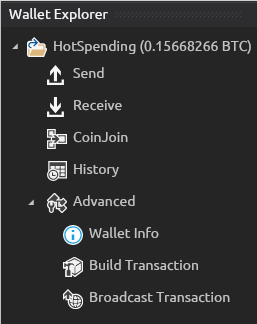 Wallet Explorer
HotSpending (0.15668266 BTC)
Send
Receive
CoinJoin
History
Advanced
Wallet Info
Build Transaction
Broadcast Transaction